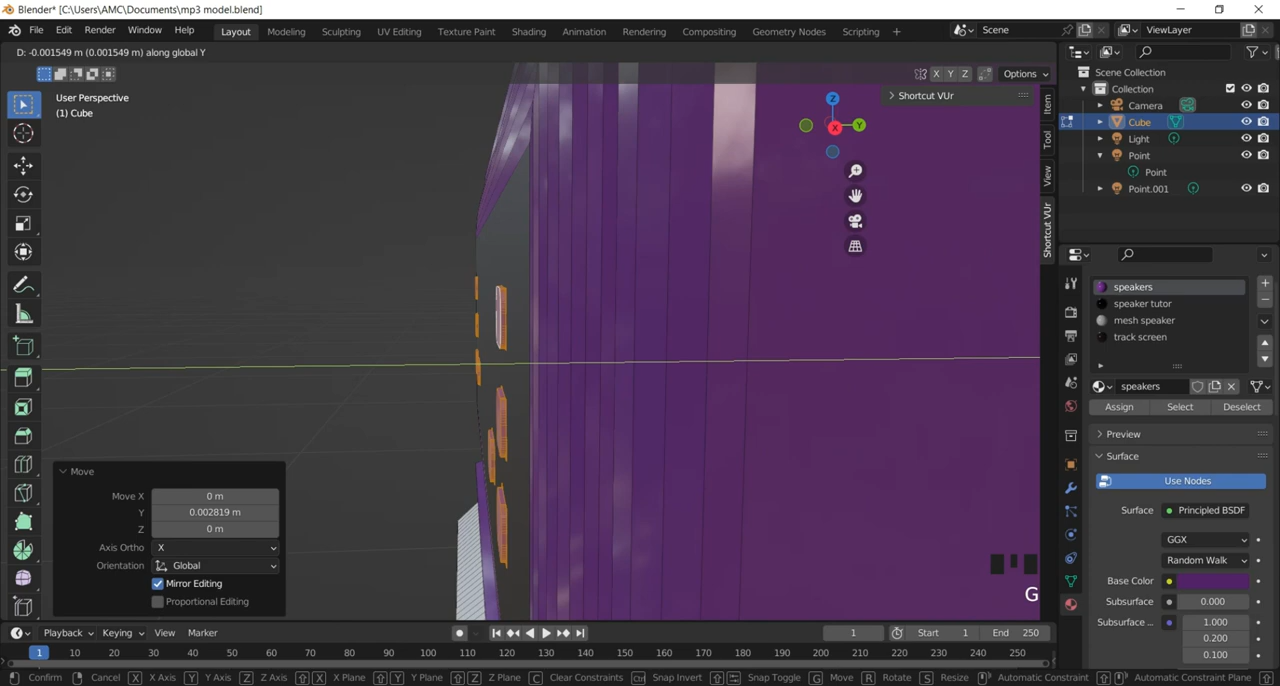 Blender* [C:\Users\AMC\Documents\mp3 model.blend]
File Edit Render Window Help Layout Modeling Sculpting UV Editing Texture Paint Shading Animation Rendering Compositing Geometry Nodes Scripting + Scene ViewLayer
D: -0.001549 m (0.001549 m) along global Y
X Y Z Options
User Perspective
(1) Cube
Shortcut VUr
Z
Y
X
Item
Tool
View
Shortcut VUr
Scene Collection
Collection
Camera
Cube
Light
Point
Point
Point.001
speakers
speaker tutor
mesh speaker
track screen
speakers
Assign Select Deselect
Preview
Surface
Use Nodes
Surface Principled BSDF
GGX
Random Walk
Base Color
Subsurface 0.000
Subsurface ... 1.000
0.200
0.100
Move
Move X 0 m
Y 0.002819 m
Z 0 m
Axis Ortho X
Orientation Global
Mirror Editing
Proportional Editing
G
Playback Keying View Marker 1 Start 1 End 250
1 10 20 30 40 50 60 70 80 90 100 110 120 130 140 150 160 170 180 190 200 210 220 230 240 250
Confirm Cancel X X Axis Y Y Axis Z Z Axis X X Plane Y Y Plane Z Z Plane C Clear Constraints Ctrl Snap Invert Snap Toggle G Move R Rotate S Resize Automatic Constraint Automatic Constraint Plane